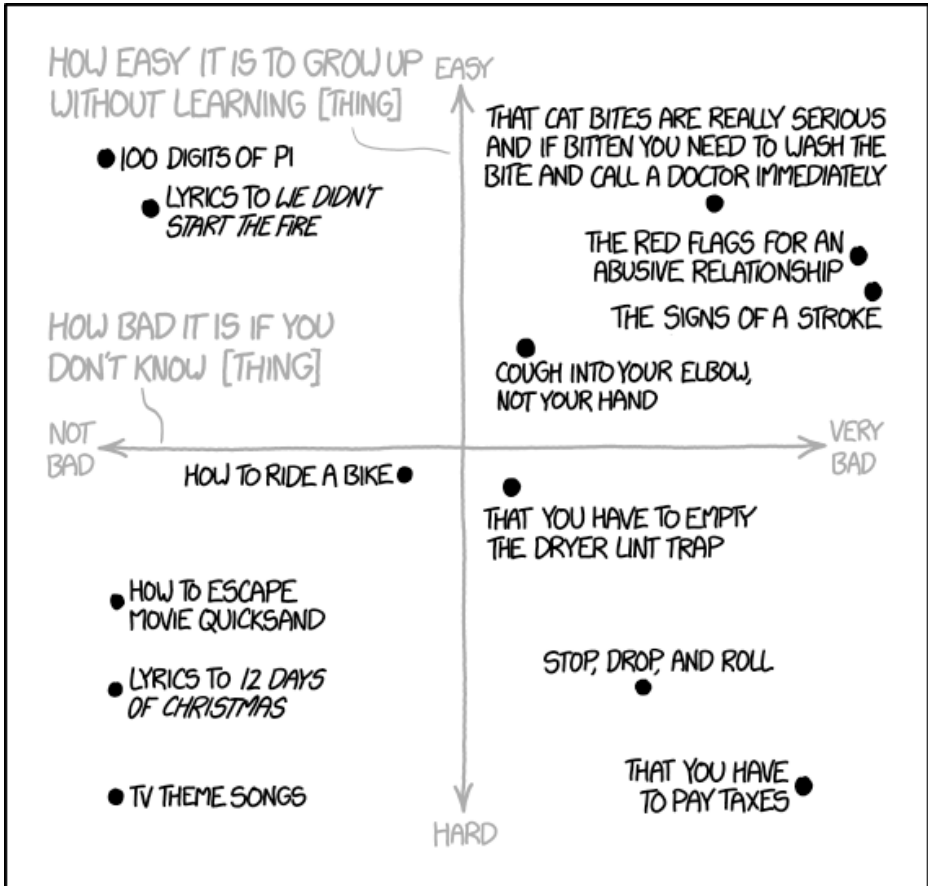 HOW EASY IT IS TO GROW UP
WITHOUT LEARNING [THING]
EASY
THAT CAT BITES ARE REALLY SERIOUS
AND IF BITTEN YOU NEED TO WASH THE
BITE AND CALL A DOCTOR IMMEDIATELY
100 DIGITS OF PI
LYRICS TO WE DIDN'T
START THE FIRE
THE RED FLAGS FOR AN
ABUSIVE RELATIONSHIP
THE SIGNS OF A STROKE
HOW BAD IT IS IF YOU
DON'T KNOW [THING]
COUGH INTO YOUR ELBOW,
NOT YOUR HAND
NOT
BAD
VERY
BAD
HOW TO RIDE A BIKE
THAT YOU HAVE TO EMPTY
THE DRYER LINT TRAP
HOW TO ESCAPE
MOVIE QUICKSAND
STOP, DROP, AND ROLL
LYRICS TO 12 DAYS
OF CHRISTMAS
THAT YOU HAVE
TO PAY TAXES
TV THEME SONGS
HARD